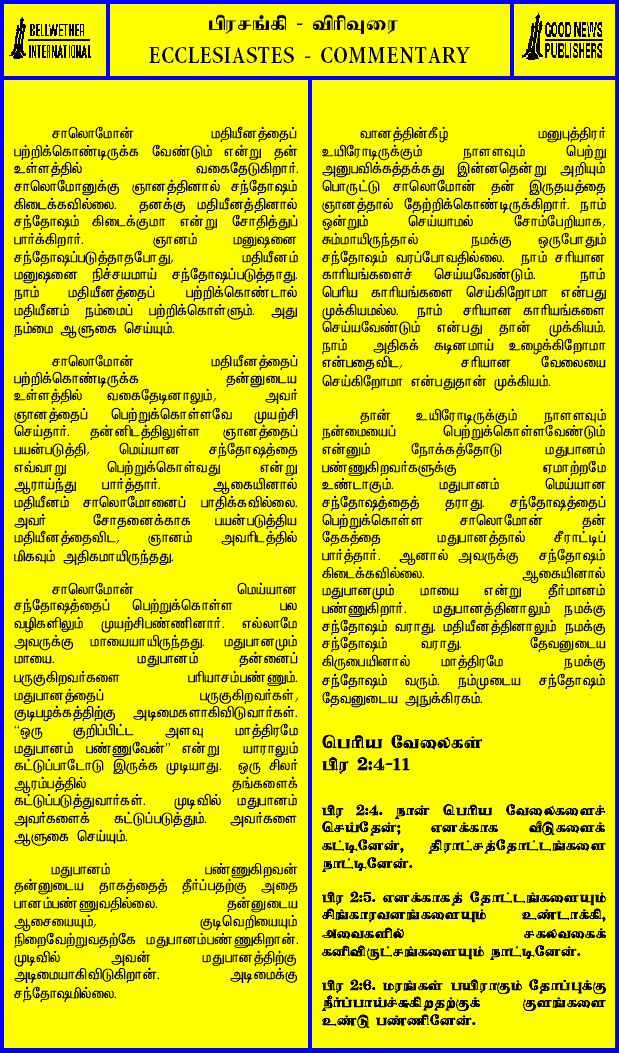 BELLWETHER
INTERNATIONAL
பிரசங்கி - விரிவுரை
ECCLESIASTES - COMMENTARY
GOOD NEWS
PUBLISHERS
சாலொமோன் மதியீனத்தைப்
பற்றிக்கொண்டிருக்க வேண்டும் என்று தன்
உள்ளத்தில் வகைதேடுகிறார்.
சாலொமோனுக்கு ஞானத்தினால் சந்தோஷம்
கிடைக்கவில்லை. தனக்கு மதியீனத்தினால்
சந்தோஷம் கிடைக்குமா என்று சோதித்துப்
பார்க்கிறார். ஞானம் மனுஷனை
சந்தோஷப்படுத்தாதபோது, மதியீனம்
மனுஷனை நிச்சயமாய் சந்தோஷப்படுத்தாது.
நாம் மதியீனத்தைப் பற்றிக்கொண்டால்
மதியீனம் நம்மைப் பற்றிக்கொள்ளும். அது
நம்மை ஆளுகை செய்யும்.
சாலொமோன் மதியீனத்தைப்
பற்றிக்கொண்டிருக்க தன்னுடைய
உள்ளத்தில் வகைதேடினாலும், அவர்
ஞானத்தைப் பெற்றுக்கொள்ளவே முயற்சி
செய்தார். தன்னிடத்திலுள்ள ஞானத்தைப்
பயன்படுத்தி, மெய்யான சந்தோஷத்தை
எவ்வாறு பெற்றுக்கொள்வது என்று
ஆராய்ந்து பார்த்தார். ஆகையினால்
மதியீனம் சாலொமோனைப் பாதிக்கவில்லை.
அவர் சோதனைக்காக பயன்படுத்திய
மதியீனத்தைவிட, ஞானம் அவரிடத்தில்
மிகவும் அதிகமாயிருந்தது.
சாலொமோன் மெய்யான
சந்தோஷத்தைப் பெற்றுக்கொள்ள பல
வழிகளிலும் முயற்சிபண்ணினார். எல்லாமே
அவருக்கு மாயையாயிருந்தது. மதுபானமும்
மாயை. மதுபானம் தன்னைப்
பருகுகிறவர்களை பரியாசம்பண்ணும்.
மதுபானத்தைப் பருகுகிறவர்கள்,
குடிபழக்கத்திற்கு அடிமைகளாகிவிடுவார்கள்.
“ஒரு குறிப்பிட்ட அளவு மாத்திரமே
மதுபானம் பண்ணுவேன்” என்று யாராலும்
கட்டுப்பாடோடு இருக்க முடியாது. ஒரு சிலர்
ஆரம்பத்தில் தங்களைக்
கட்டுப்படுத்துவார்கள். முடிவில் மதுபானம்
அவர்களைக் கட்டுப்படுத்தும். அவர்களை
ஆளுகை செய்யும்.
மதுபானம் பண்ணுகிறவன்
தன்னுடைய தாகத்தைத் தீர்ப்பதற்கு அதை
பானம்பண்ணுவதில்லை. தன்னுடைய
ஆசையையும், குடிவெறியையும்
நிறைவேற்றுவதற்கே மதுபானம்பண்ணுகிறான்.
முடிவில் அவன் மதுபானத்திற்கு
அடிமையாகிவிடுகிறான். அடிமைக்கு
சந்தோஷமில்லை.
வானத்தின்கீழ் மனுபுத்திரர்
உயிரோடிருக்கும் நாளளவும் பெற்று
அனுபவிக்கத்தக்கது இன்னதென்று அறியும்
பொருட்டு சாலொமோன் தன் இருதயத்தை
ஞானத்தால் தேற்றிக்கொண்டிருக்கிறார். நாம்
ஒன்றும் செய்யாமல் சோம்பேறியாக,
சும்மாயிருந்தால் நமக்கு ஒருபோதும்
சந்தோஷம் வரப்போவதில்லை. நாம் சரியான
காரியங்களைச் செய்யவேண்டும். நாம்
பெரிய காரியங்களை செய்கிறோமா என்பது
முக்கியமல்ல. நாம் சரியான காரியங்களை
செய்யவேண்டும் என்பது தான் முக்கியம்.
நாம் அதிகக் கடினமாய் உழைக்கிறோமா
என்பதைவிட, சரியான வேலையை
செய்கிறோமா என்பதுதான் முக்கியம்.
தான் உயிரோடிருக்கும் நாளளவும்
நன்மையைப் பெற்றுக்கொள்ளவேண்டும்
என்னும் நோக்கத்தோடு மதுபானம்
பண்ணுகிறவர்களுக்கு ஏமாற்றமே
உண்டாகும். மதுபானம் மெய்யான
சந்தோஷத்தைத் தராது. சந்தோஷத்தைப்
பெற்றுக்கொள்ள சாலொமோன் தன்
தேகத்தை மதுபானத்தால் சீராட்டிப்
பார்த்தார். ஆனால் அவருக்கு சந்தோஷம்
கிடைக்கவில்லை. ஆகையினால்
மதுபானமும் மாயை என்று தீர்மானம்
பண்ணுகிறார். மதுபானத்தினாலும் நமக்கு
சந்தோஷம் வராது. மதியீனத்தினாலும் நமக்கு
சந்தோஷம் வராது. தேவனுடைய
கிருபையினால் மாத்திரமே நமக்கு
சந்தோஷம் வரும். நம்முடைய சந்தோஷம்
தேவனுடைய அநுக்கிரகம்.
பெரிய வேலைகள்
பிர 2:4-11
பிர 2:4. நான் பெரிய வேலைகளைச்
செய்தேன்; எனக்காக வீடுகளைக்
கட்டினேன், திராட்சத்தோட்டங்களை
நாட்டினேன்.
பிர 2:5. எனக்காகத் தோட்டங்களையும்
சிங்காரவனங்களையும் உண்டாக்கி,
அவைகளில் சகலவகைக்
கனிவிருட்சங்களையும் நாட்டினேன்.
பிர 2:6. மரங்கள் பயிராகும் தோப்புக்கு
நீர்ப்பாய்ச்சுகிறதற்குக் குளங்களை
உண்டு பண்ணினேன்.